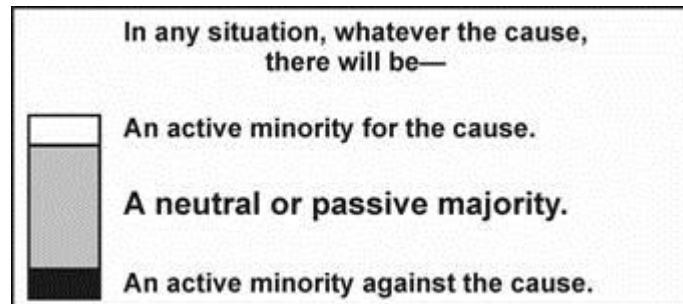 In any situation, whatever the cause,
there will be—
An active minority for the cause.
A neutral or passive majority.
An active minority against the cause.